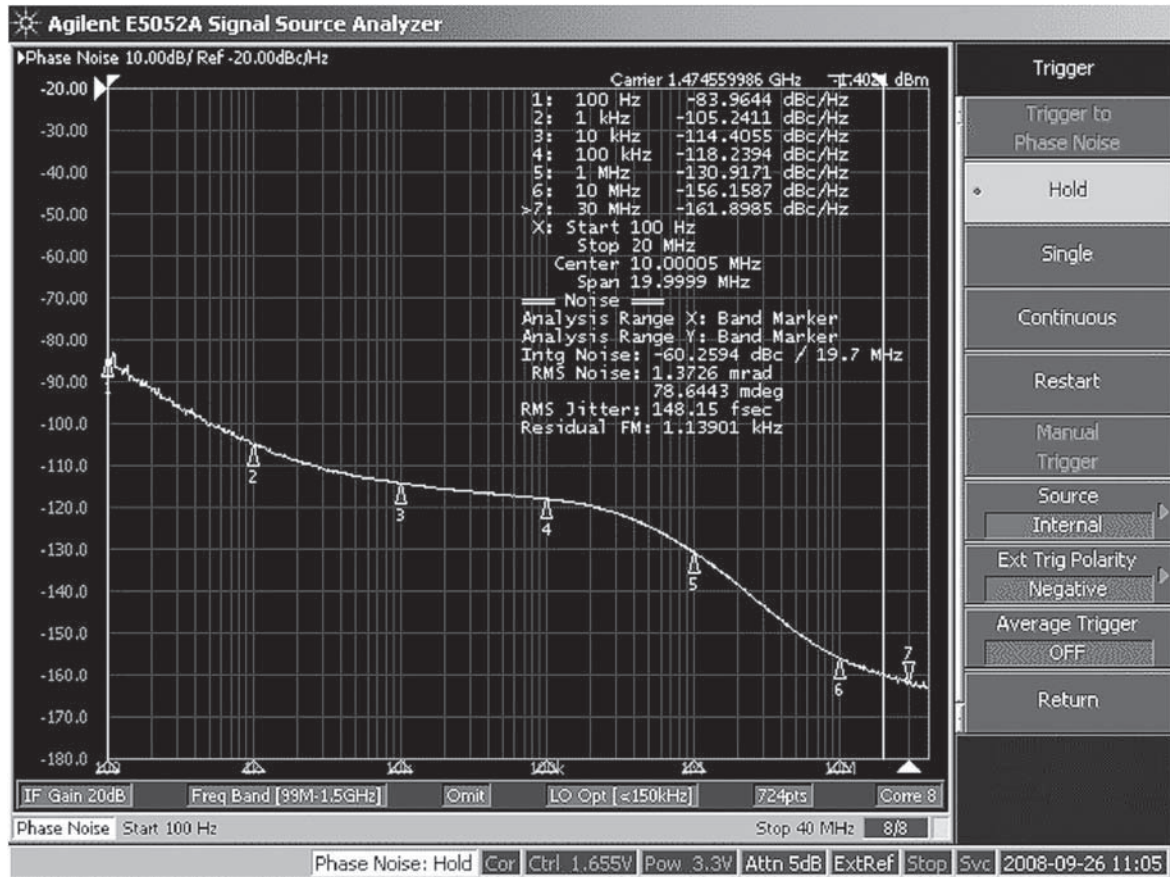 Agilent E5052A Signal Source Analyzer
▶Phase Noise 10.00dB/ Ref -20.00dBc/Hz
Carrier 1.474559986 GHz
dBm
1: 100 Hz -83.9644 dBc/Hz
2: 1 kHz -105.2411 dBc/Hz
3: 10 kHz -114.4055 dBc/Hz
4: 100 kHz -118.2394 dBc/Hz
5: 1 MHz -130.9171 dBc/Hz
6: 10 MHz -156.1587 dBc/Hz
>7: 30 MHz -161.8985 dBc/Hz
X: Start 100 Hz
Stop 20 MHz
Center 10.00005 MHz
Span 19.9999 MHz
Noise
Analysis Range X: Band Marker
Analysis Range Y: Band Marker
Intg Noise: -60.2594 dBc / 19.7 MHz
RMS Noise: 1.3726 mrad
78.6443 mdeg
RMS Jitter: 148.15 fsec
Residual FM: 1.13901 kHz
-20.00
-30.00
-40.00
-50.00
-60.00
-70.00
-80.00
-90.00
-100.0
-110.0
-120.0
-130.0
-140.0
-150.0
-160.0
-170.0
-180.0
1
2
3
4
5
6
7
IF Gain 20dB
Freq Band [99M-1.5GHz]
Omit
LO Opt [<150kHz]
724pts
Corre 8
Phase Noise Start 100 Hz
Stop 40 MHz 8/8
Phase Noise: Hold Cor Ctrl 1.655V Pow 3.3V Attn 5dB ExtRef Stop Svc 2008-09-26 11:05
Trigger
Trigger to
Phase Noise
Hold
Single
Continuous
Restart
Manual
Trigger
Source
Internal
Ext Trig Polarity
Negative
Average Trigger
OFF
Return